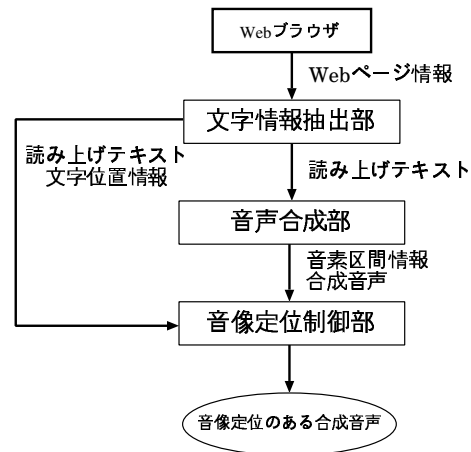 Webブラウザ
Webページ情報
文字情報抽出部
読み上げテキスト
文字位置情報
読み上げテキスト
音声合成部
音素区間情報
合成音声
音像定位制御部
音像定位のある合成音声